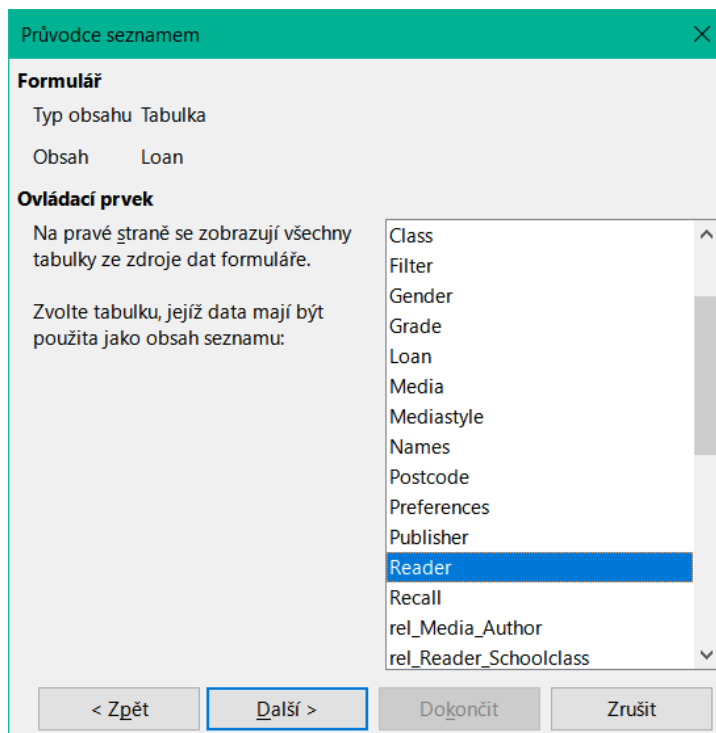 Průvodce seznamem
Formulář
Typ obsahu Tabulka
Obsah Loan
Ovládací prvek
Na pravé straně se zobrazují všechny
tabulky ze zdroje dat formuláře.
Zvolte tabulku, jejíž data mají být
použita jako obsah seznamu:
Class
Filter
Gender
Grade
Loan
Media
Mediastyle
Names
Postcode
Preferences
Publisher
Reader
Recall
rel_Media_Author
rel_Reader_Schoolclass
< Zpět
Další >
Dokončit
Zrušit